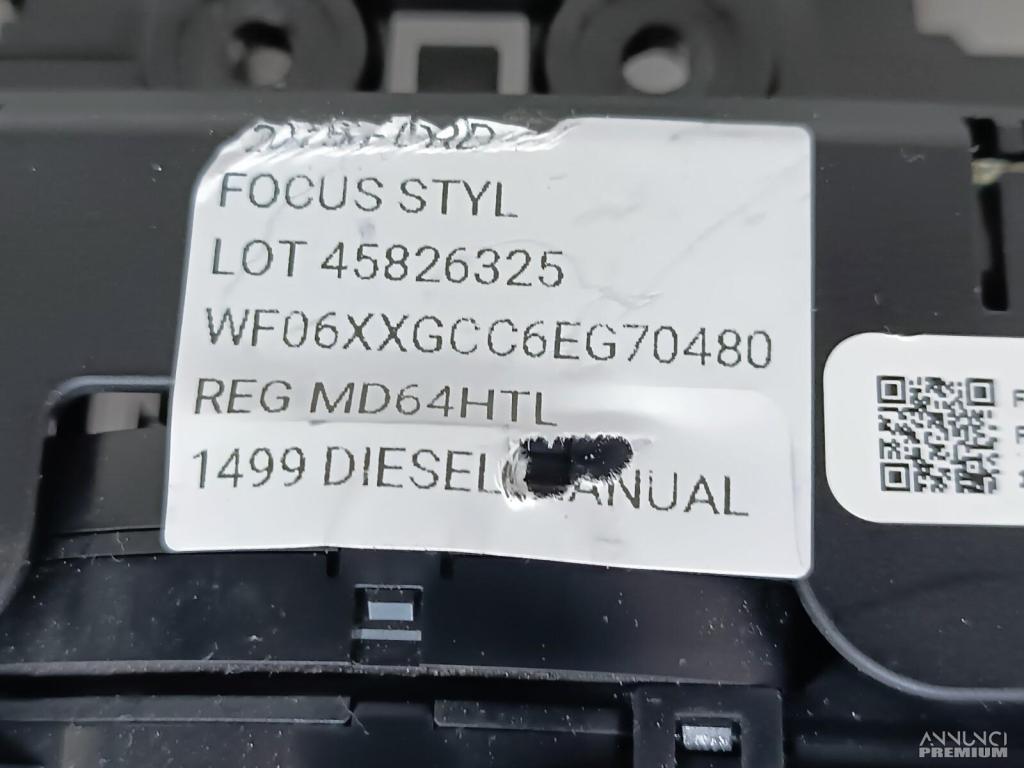 FOCUS STYL
LOT 45826325
WF06XXGCC6EG70480
REG MD64HTL
1499 DIESEL
ANNUNCI
PREMIUM